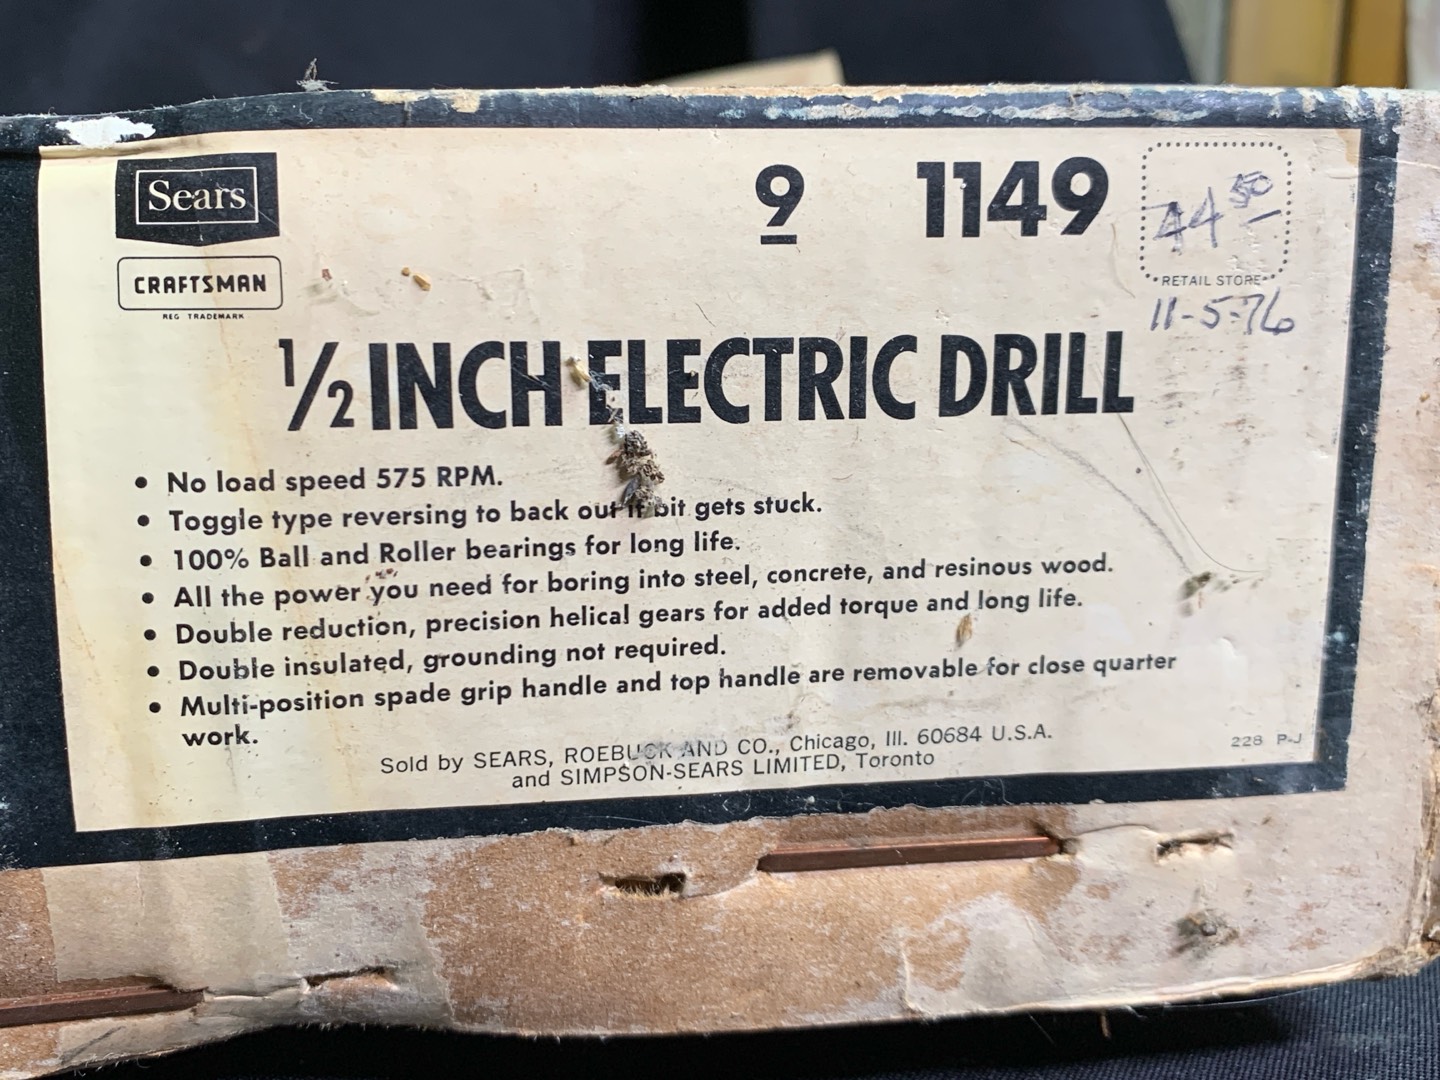 Sears
9 1149
44 50
CRAFTSMAN
RETAIL STORE
REG TRADEMARK
11-5-76
1/2 INCH ELECTRIC DRILL
• No load speed 575 RPM.
• Toggle type reversing to back out if bit gets stuck.
• 100% Ball and Roller bearings for long life.
• All the power you need for boring into steel, concrete, and resinous wood.
• Double reduction, precision helical gears for added torque and long life.
• Double insulated, grounding not required.
• Multi-position spade grip handle and top handle are removable for close quarter
work.
Sold by SEARS, ROEBUCK AND CO., Chicago, Ill. 60684 U.S.A.
and SIMPSON-SEARS LIMITED, Toronto
228 P-J